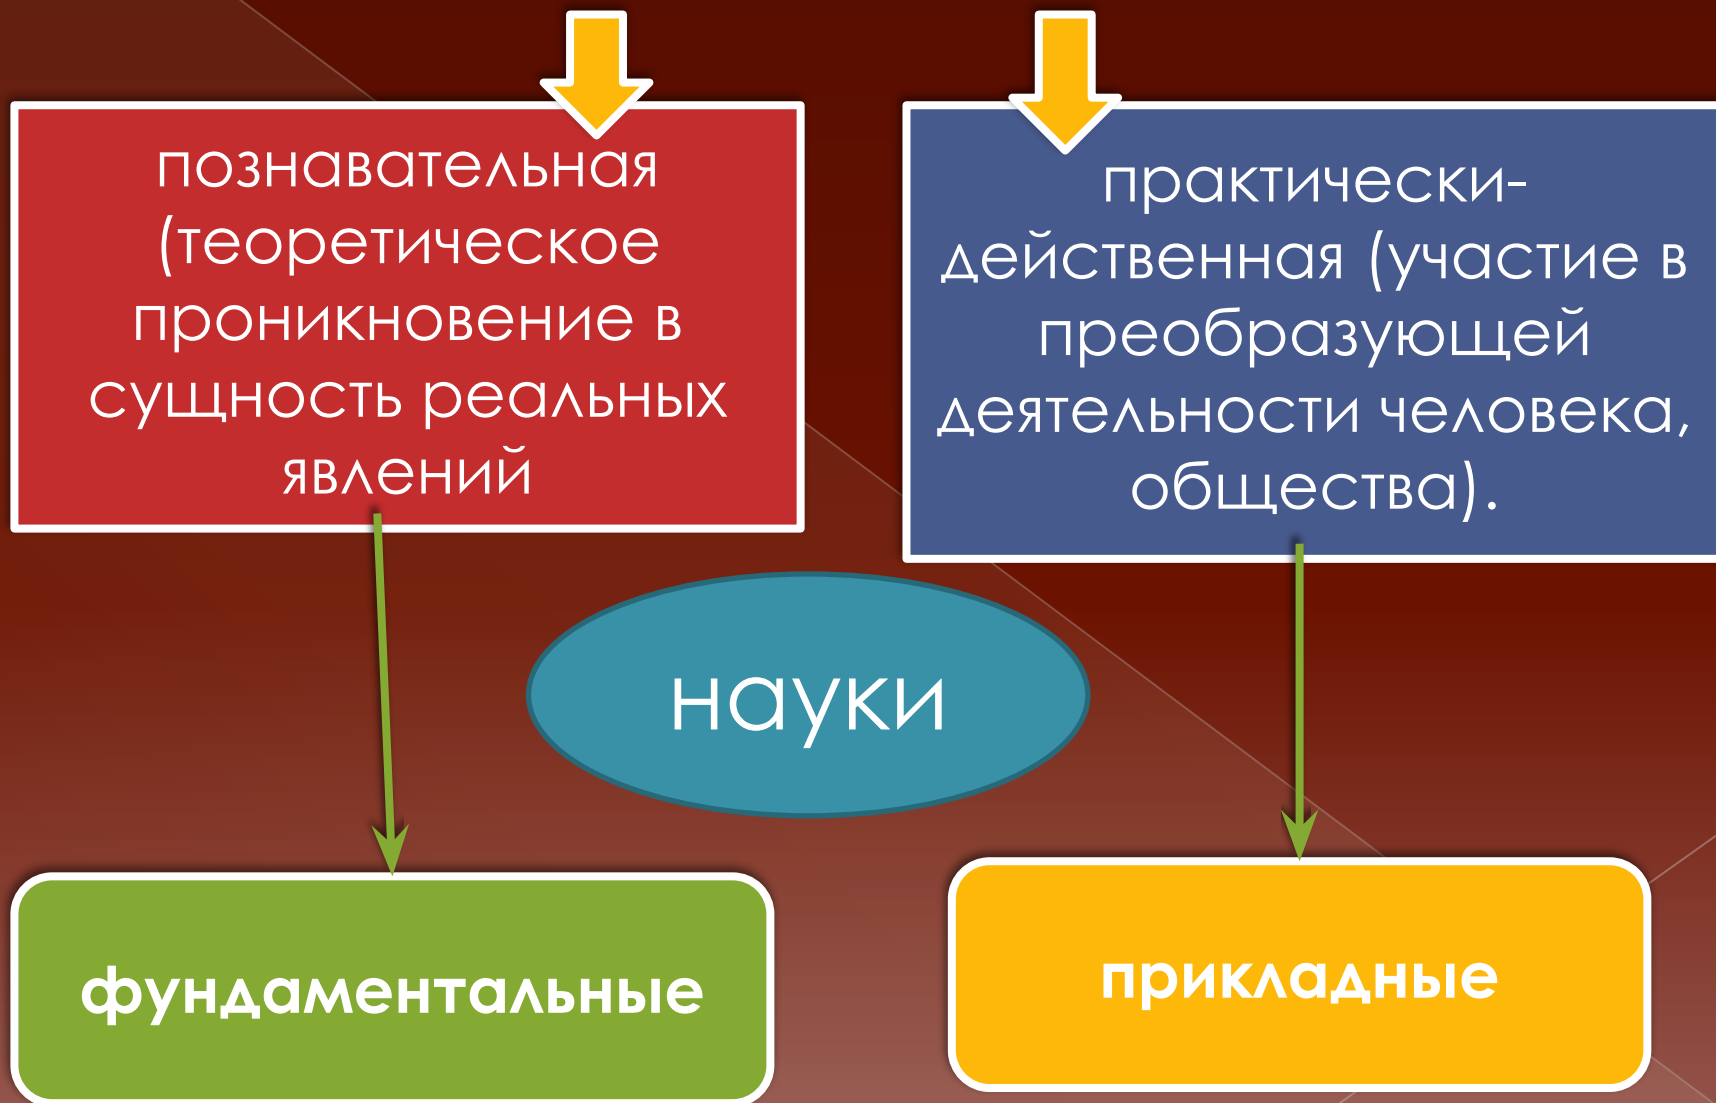 познавательная
(теоретическое
проникновение в
сущность реальных
явлений
практически-
действенная (участие в
преобразующей
деятельности человека,
общества).
науки
фундаментальные
прикладные